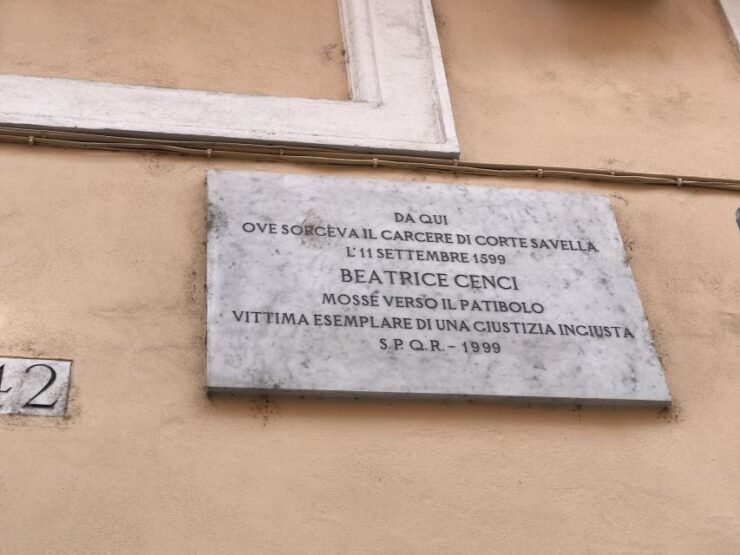 DA QUI
OVE SORGEVA IL CARCERE DI CORTE SAVELLA
L'11 SETTEMBRE 1599
BEATRICE CENCI
MOSSE VERSO IL PATIBOLO
VITTIMA ESEMPLARE DI UNA GIUSTIZIA INGIUSTA
S.P.Q.R. - 1999
42